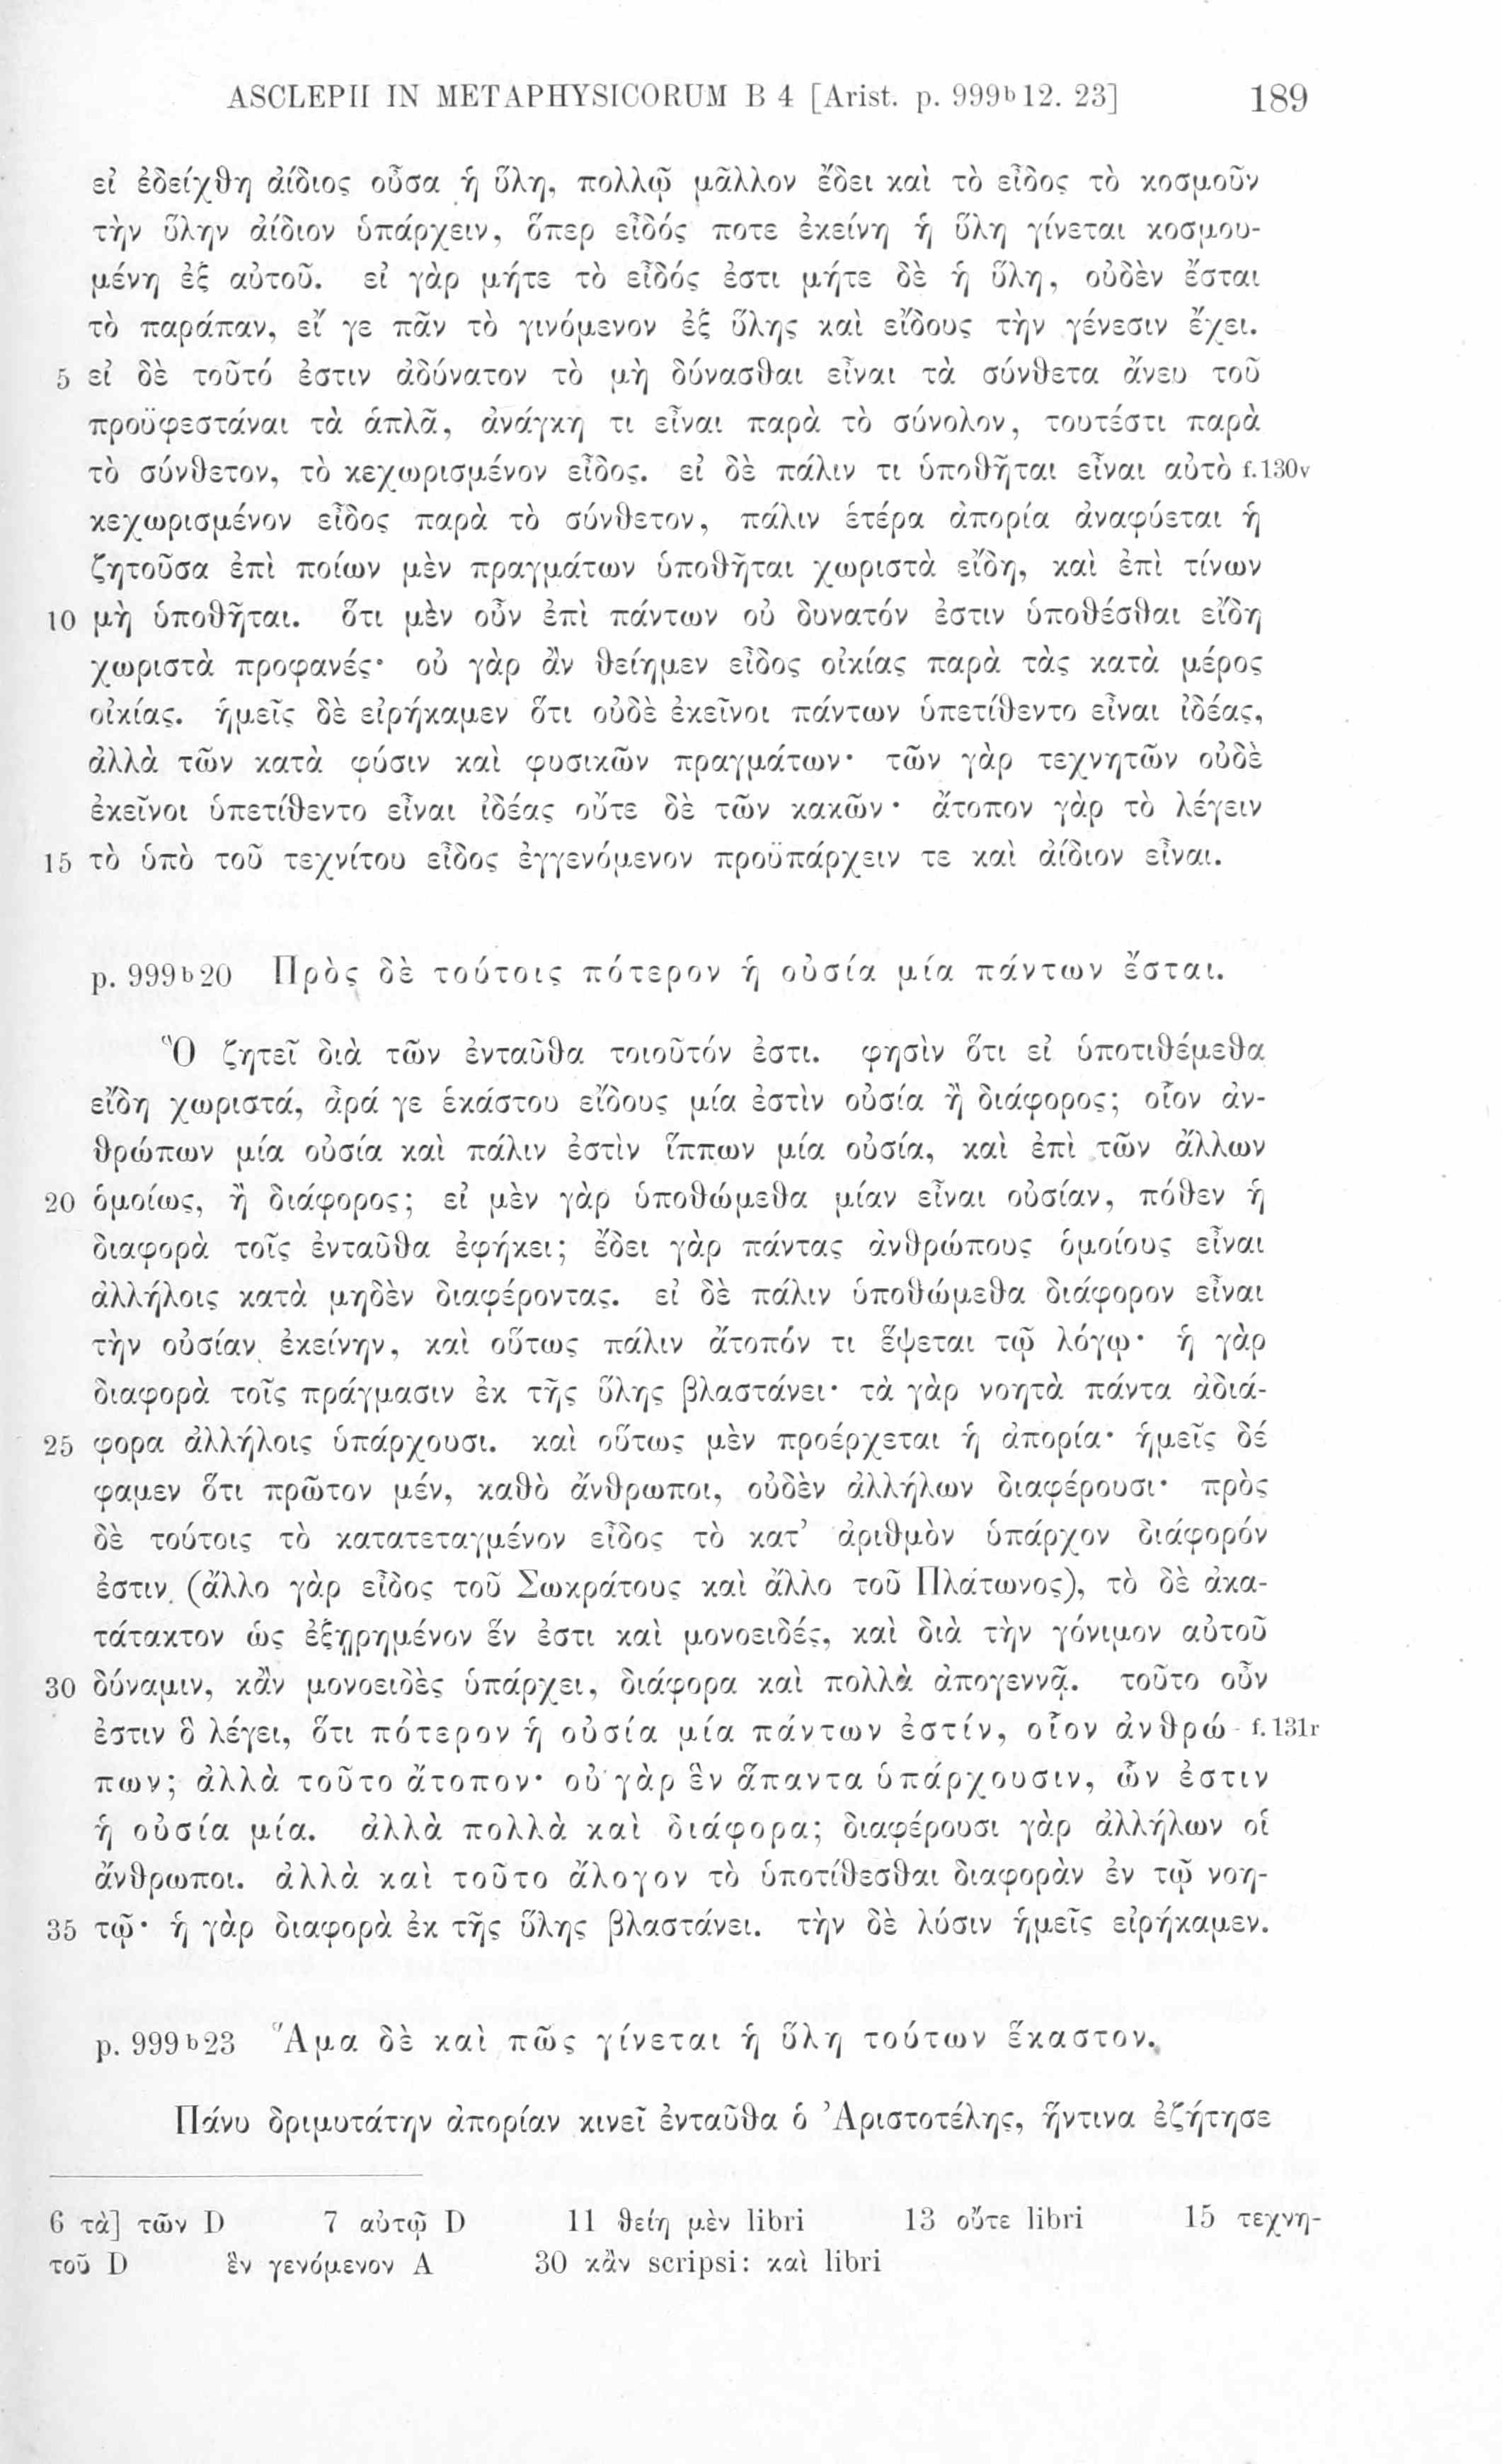 ASCLEPII IN METAPHYSICORUM B 4 [Arist. p. 999ᵇ12. 23] 189
εἰ ἐδείχθη ἀίδιος οὖσα ἡ ὕλη, πολλῷ μᾶλλον ἔδει καὶ τὸ εἶδος τὸ κοσμοῦν
τὴν ὕλην ἀίδιον ὑπάρχειν, ὅπερ εἶδός ποτε ἐκείνη ἡ ὕλη γίνεται κοσμου-
μένη ἐξ αὐτοῦ. εἰ γὰρ μήτε τὸ εἶδός ἐστι μήτε δὲ ἡ ὕλη, οὐδὲν ἔσται
τὸ παράπαν, εἴ γε πᾶν τὸ γινόμενον ἐξ ὕλης καὶ εἴδους τὴν γένεσιν ἔχει.
5 εἰ δὲ τοῦτό ἐστιν ἀδύνατον τὸ μὴ δύνασθαι εἶναι τὰ σύνθετα ἄνευ τοῦ
προϋφεστάναι τὰ ἁπλᾶ, ἀνάγκη τι εἶναι παρὰ τὸ σύνολον, τουτέστι παρὰ
τὸ σύνθετον, τὸ κεχωρισμένον εἶδος. εἰ δὲ πάλιν τι ὑποθῆται εἶναι αὐτὸ f.130v
κεχωρισμένον εἶδος παρὰ τὸ σύνθετον, πάλιν ἑτέρα ἀπορία ἀναφύεται ἡ
ζητοῦσα ἐπὶ ποίων μὲν πραγμάτων ὑποθῆται χωριστὰ εἴδη, καὶ ἐπὶ τίνων
10 μὴ ὑποθῆται. ὅτι μὲν οὖν ἐπὶ πάντων οὐ δυνατόν ἐστιν ὑποθέσθαι εἴδη
χωριστὰ προφανές· οὐ γὰρ ἂν θείημεν εἶδος οἰκίας παρὰ τὰς κατὰ μέρος
οἰκίας. ἡμεῖς δὲ εἰρήκαμεν ὅτι οὐδὲ ἐκεῖνοι πάντων ὑπετίθεντο εἶναι ἰδέας,
ἀλλὰ τῶν κατὰ φύσιν καὶ φυσικῶν πραγμάτων· τῶν γὰρ τεχνητῶν οὐδὲ
ἐκεῖνοι ὑπετίθεντο εἶναι ἰδέας οὔτε δὲ τῶν κακῶν· ἄτοπον γὰρ τὸ λέγειν
15 τὸ ὑπὸ τοῦ τεχνίτου εἶδος ἐγγενόμενον προϋπάρχειν τε καὶ ἀίδιον εἶναι.
p. 999ᵇ20 Πρὸς δὲ τούτοις πότερον ἡ οὐσία μία πάντων ἔσται.
Ὃ ζητεῖ διὰ τῶν ἐνταῦθα τοιοῦτόν ἐστι. φησὶν ὅτι εἰ ὑποτιθέμεθα
εἴδη χωριστά, ἆρά γε ἑκάστου εἴδους μία ἐστὶν οὐσία ἢ διάφορος; οἷον ἀν-
θρώπων μία οὐσία καὶ πάλιν ἐστὶν ἵππων μία οὐσία, καὶ ἐπὶ τῶν ἄλλων
20 ὁμοίως, ἢ διάφορος; εἰ μὲν γὰρ ὑποθώμεθα μίαν εἶναι οὐσίαν, πόθεν ἡ
διαφορὰ τοῖς ἐνταῦθα ἐφήκει; ἔδει γὰρ πάντας ἀνθρώπους ὁμοίους εἶναι
ἀλλήλοις κατὰ μηδὲν διαφέροντας. εἰ δὲ πάλιν ὑποθώμεθα διάφορον εἶναι
τὴν οὐσίαν ἐκείνην, καὶ οὕτως πάλιν ἄτοπόν τι ἕψεται τῷ λόγῳ· ἡ γὰρ
διαφορὰ τοῖς πράγμασιν ἐκ τῆς ὕλης βλαστάνει· τὰ γὰρ νοητὰ πάντα ἀδιά-
25 φορα ἀλλήλοις ὑπάρχουσι. καὶ οὕτως μὲν προέρχεται ἡ ἀπορία· ἡμεῖς δέ
φαμεν ὅτι πρῶτον μέν, καθὸ ἄνθρωποι, οὐδὲν ἀλλήλων διαφέρουσι· πρὸς
δὲ τούτοις τὸ κατατεταγμένον εἶδος τὸ κατ’ ἀριθμὸν ὑπάρχον διάφορόν
ἐστιν (ἄλλο γὰρ εἶδος τοῦ Σωκράτους καὶ ἄλλο τοῦ Πλάτωνος), τὸ δὲ ἀκα-
τάτακτον ὡς ἐξῃρημένον ἕν ἐστι καὶ μονοειδές, καὶ διὰ τὴν γόνιμον αὐτοῦ
30 δύναμιν, κἂν μονοειδὲς ὑπάρχει, διάφορα καὶ πολλὰ ἀπογεννᾷ. τοῦτο οὖν
ἐστιν ὃ λέγει, ὅτι πότερον ἡ οὐσία μία πάντων ἐστίν, οἷον ἀνθρώ- f.131r
πων; ἀλλὰ τοῦτο ἄτοπον· οὐ γὰρ ἓν ἅπαντα ὑπάρχουσιν, ὧν ἐστιν
ἡ οὐσία μία. ἀλλὰ πολλὰ καὶ διάφορα; διαφέρουσι γὰρ ἀλλήλων οἱ
ἄνθρωποι. ἀλλὰ καὶ τοῦτο ἄλογον τὸ ὑποτίθεσθαι διαφορὰν ἐν τῷ νοη-
35 τῷ· ἡ γὰρ διαφορὰ ἐκ τῆς ὕλης βλαστάνει. τὴν δὲ λύσιν ἡμεῖς εἰρήκαμεν.
p. 999ᵇ23 Ἅμα δὲ καὶ πῶς γίνεται ἡ ὕλη τούτων ἕκαστον.
Πάνυ δριμυτάτην ἀπορίαν κινεῖ ἐνταῦθα ὁ Ἀριστοτέλης, ἥντινα ἐζήτησε
6 τὰ] τῶν D 7 αὐτῷ D 11 θείη μὲν libri 13 οὔτε libri 15 τεχνη-
τοῦ D ἓν γενόμενον A 30 κἂν scripsi: καὶ libri